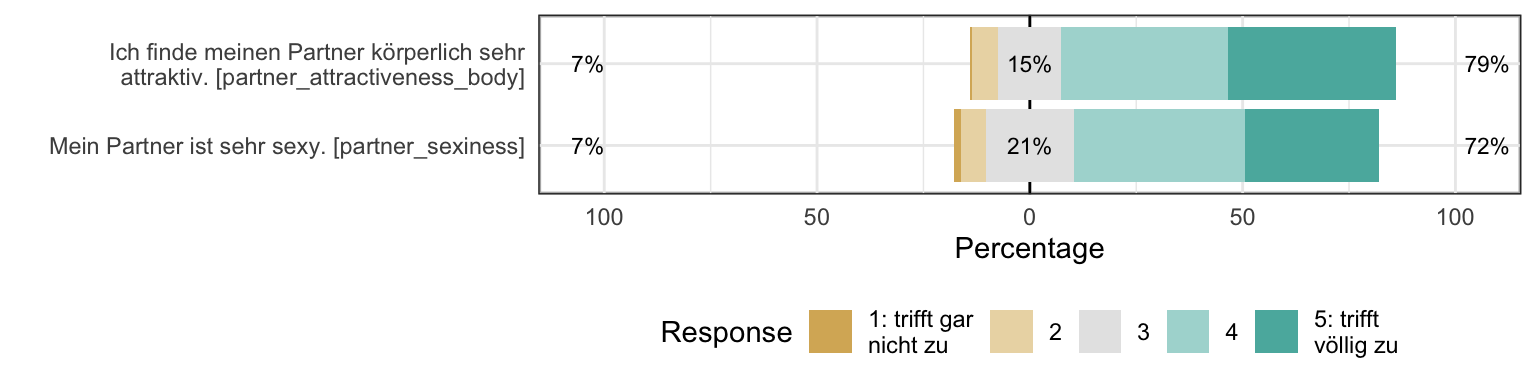 Ich finde meinen Partner körperlich sehr
attraktiv. [partner_attractiveness_body]
7%
15%
79%
Mein Partner ist sehr sexy. [partner_sexiness]
7%
21%
72%
100
50
0
50
100
Percentage
Response
1: trifft gar
nicht zu
2
3
4
5: trifft
völlig zu